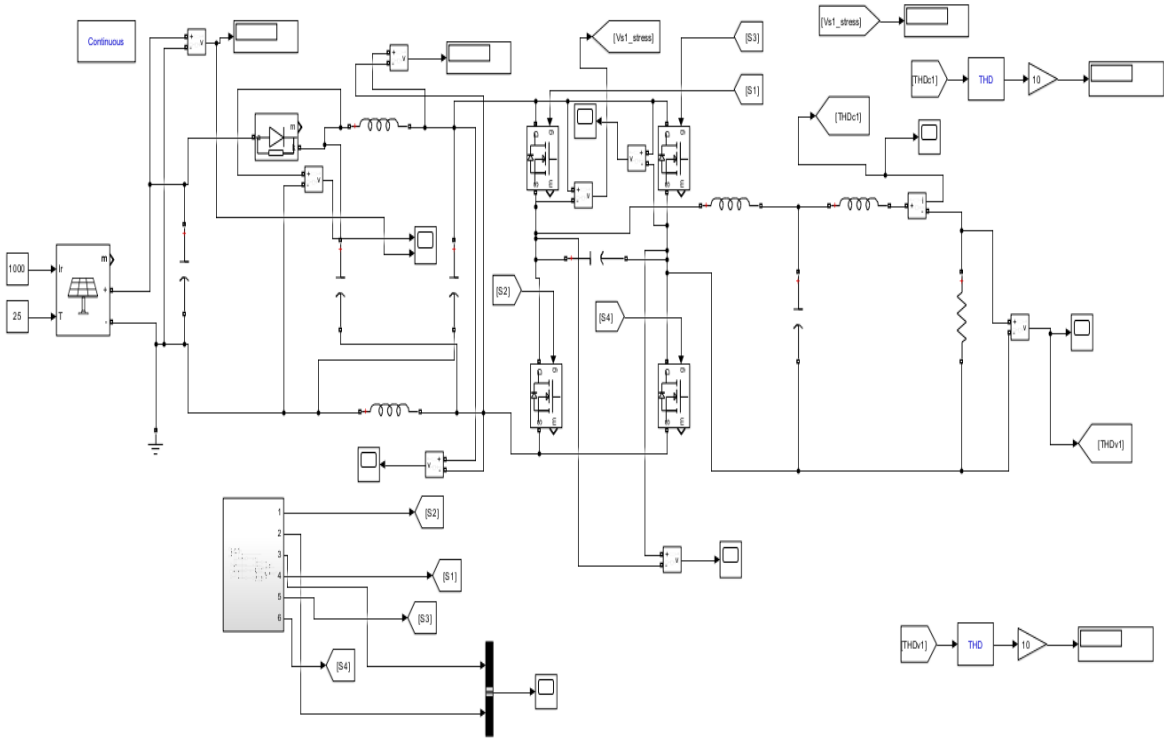 Continuous
[Vs1_stress]
[S3]
[Vs1_stress]
[S1]
[THDc1]
THD
10
[THDc1]
m
1000
Ir
m
25
T
[S2]
[S4]
[THDv1]
1
[S2]
2
3
4
[S1]
5
[S3]
6
[S4]
[THDv1]
THD
10